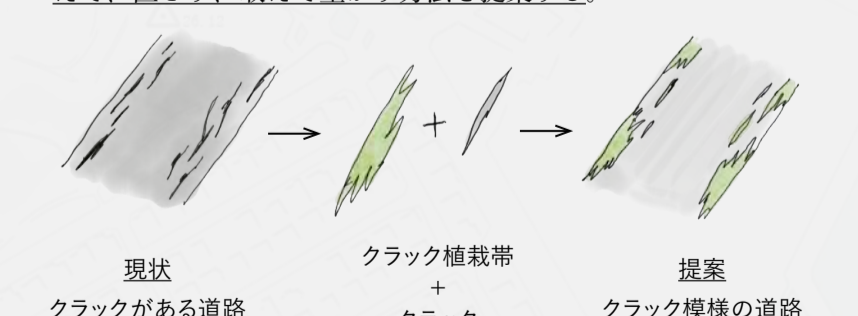 クラック植栽帯
現状
+
提案
クラックがある道路
クラック模様の道路